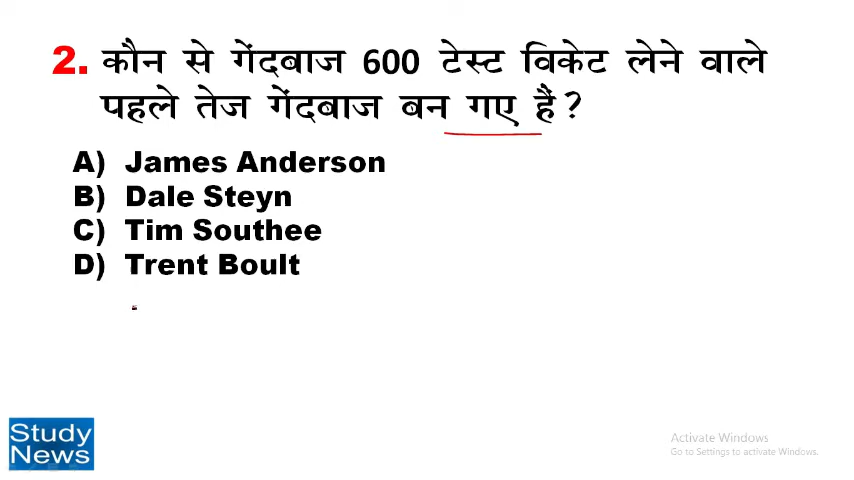 2. कौन से गेंदबाज 600 टेस्ट विकेट लेने वाले
पहले तेज गेंदबाज बन गए हैं ?
A) James Anderson
B) Dale Steyn
C) Tim Southee
D) Trent Boult
Study
News
Activate Windows
Go to Settings to activate Windows.